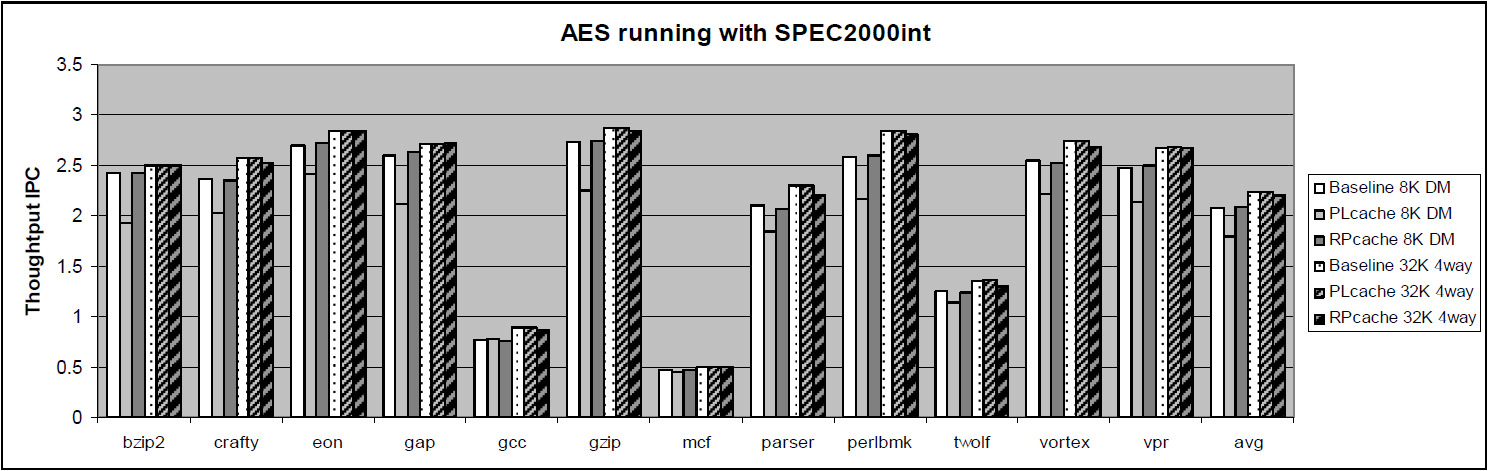 AES running with SPEC2000int
Thoughtput IPC
3.5
3
2.5
2
1.5
1
0.5
0
bzip2 crafty eon gap gcc gzip mcf parser perlbmk twolf vortex vpr avg
Baseline 8K DM
PLcache 8K DM
RPcache 8K DM
Baseline 32K 4way
PLcache 32K 4way
RPcache 32K 4way